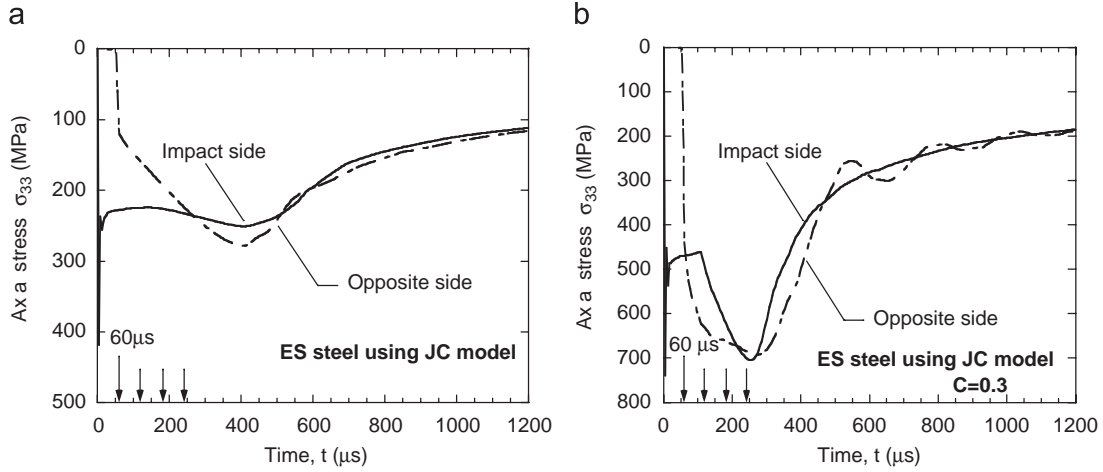 a
0
100
200
300
400
500
Ax a stress σ33 (MPa)
Impact side
Opposite side
60μs
ES steel using JC model
0 200 400 600 800 1000 1200
Time, t (μs)
b
0
100
200
300
400
500
600
700
800
Ax a stress σ33 (MPa)
Impact side
Opposite side
60 μs
ES steel using JC model
C=0.3
0 200 400 600 800 1000 1200
Time, t (μs)